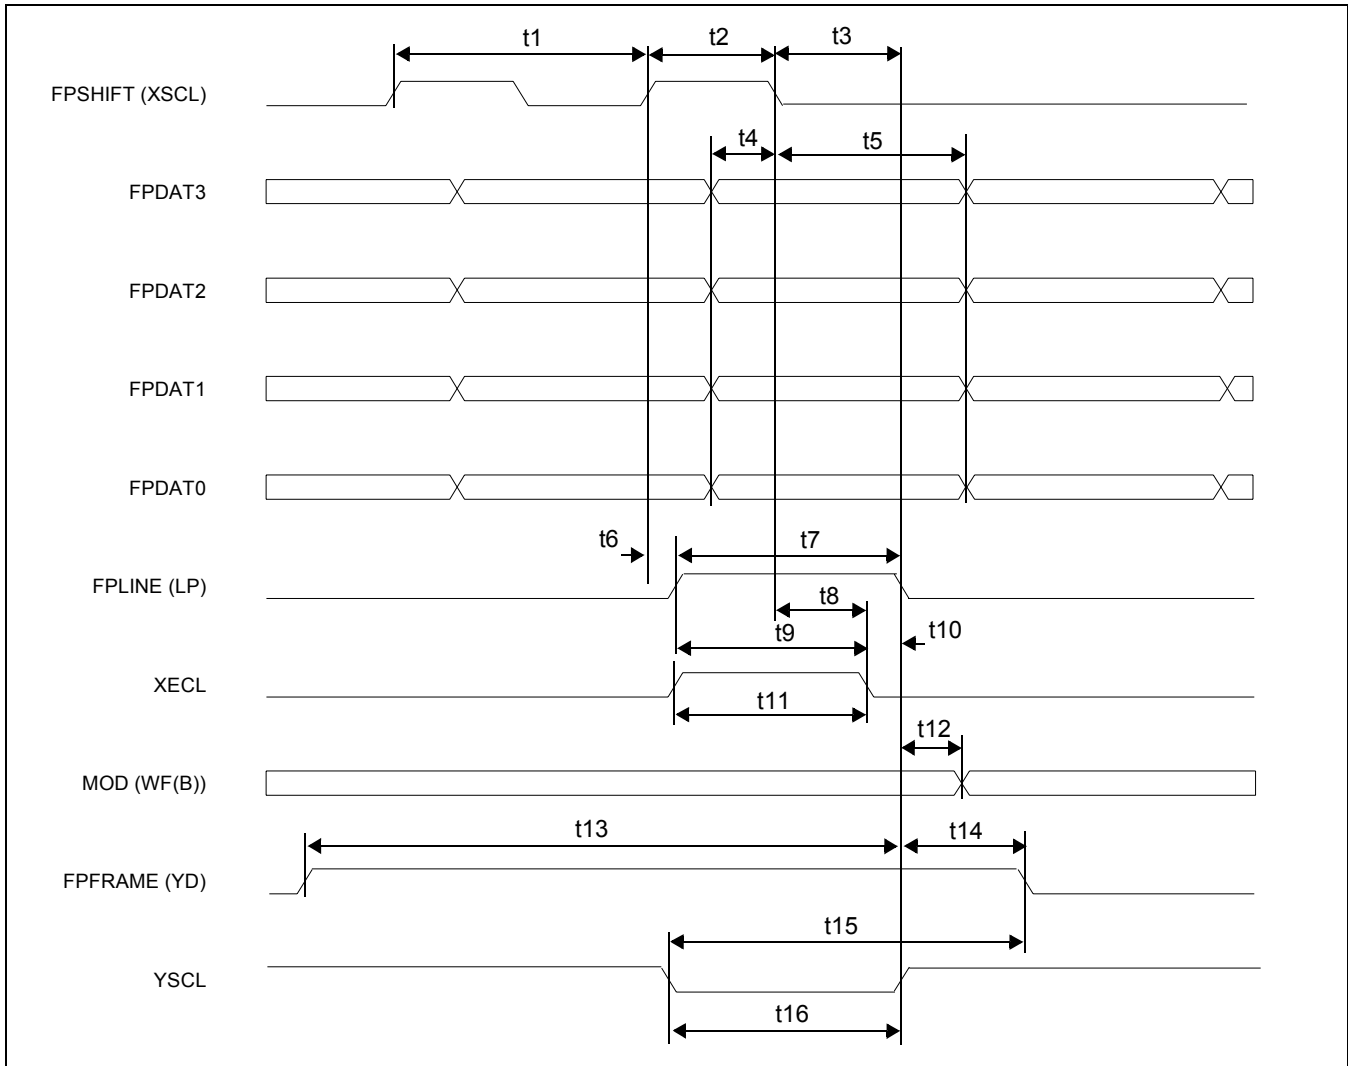 t1 t2 t3
FPSHIFT (XSCL)
t4 t5
FPDAT3
FPDAT2
FPDAT1
FPDAT0
t6 t7
FPLINE (LP)
t8
t9 t10
XECL
t11
t12
MOD (WF(B))
t13 t14
FPFRAME (YD)
t15
YSCL
t16